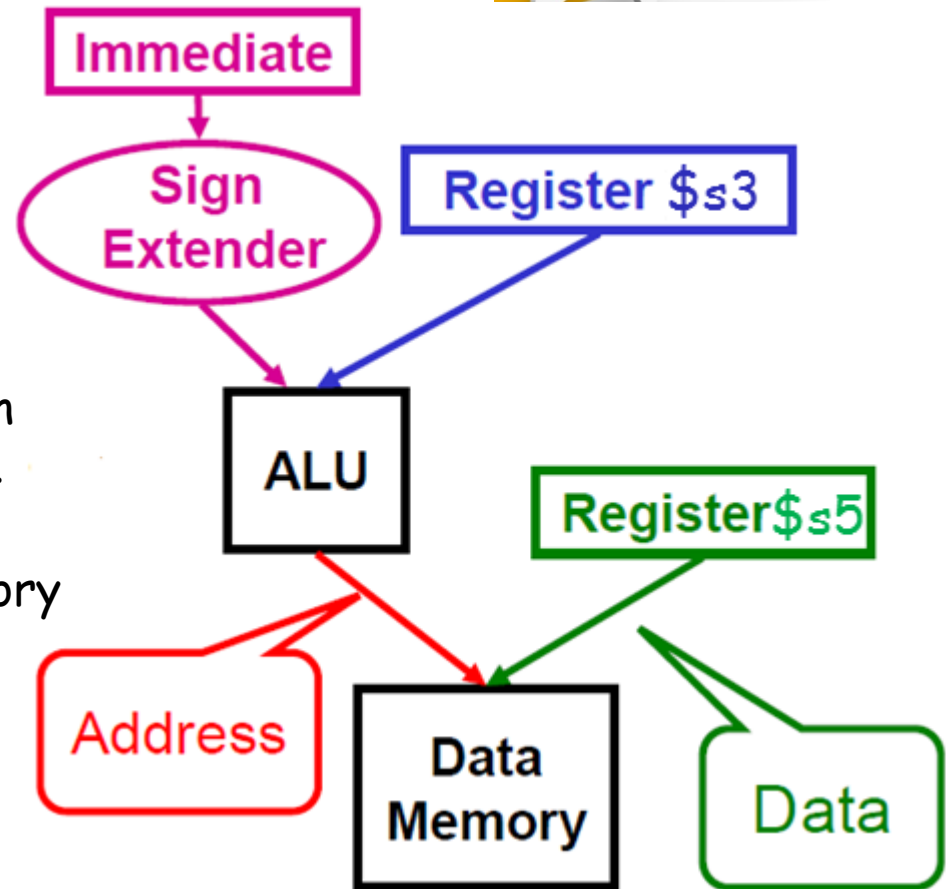 Immediate
Sign
Extender
Register $s3
ALU
Register$s5
Address
Data
Memory
Data